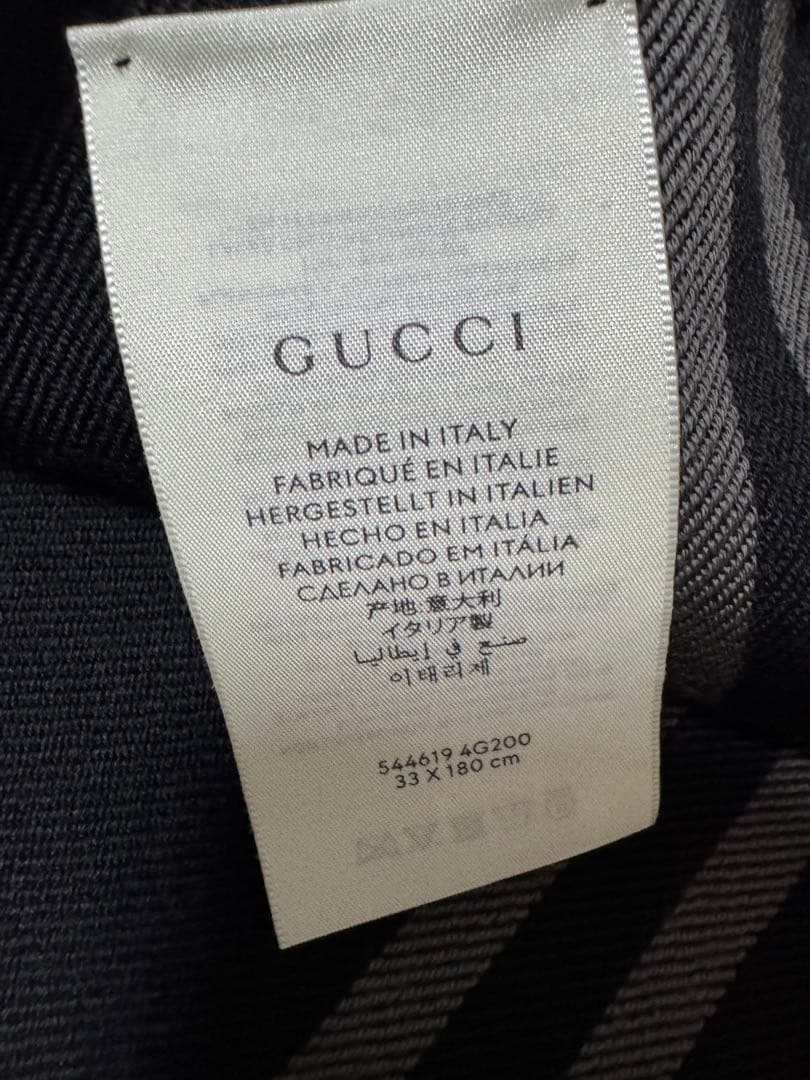 GUCCI
MADE IN ITALY
FABRIQUÉ EN ITALIE
HERGESTELLT IN ITALIEN
HECHO EN ITALIA
FABRICADO EM ITÁLIA
СДЕЛАНО В ИТАЛИИ
产地:意大利
イタリア製
صنع في إيطاليا
이태리제
544619 4G200
33 X 180 cm